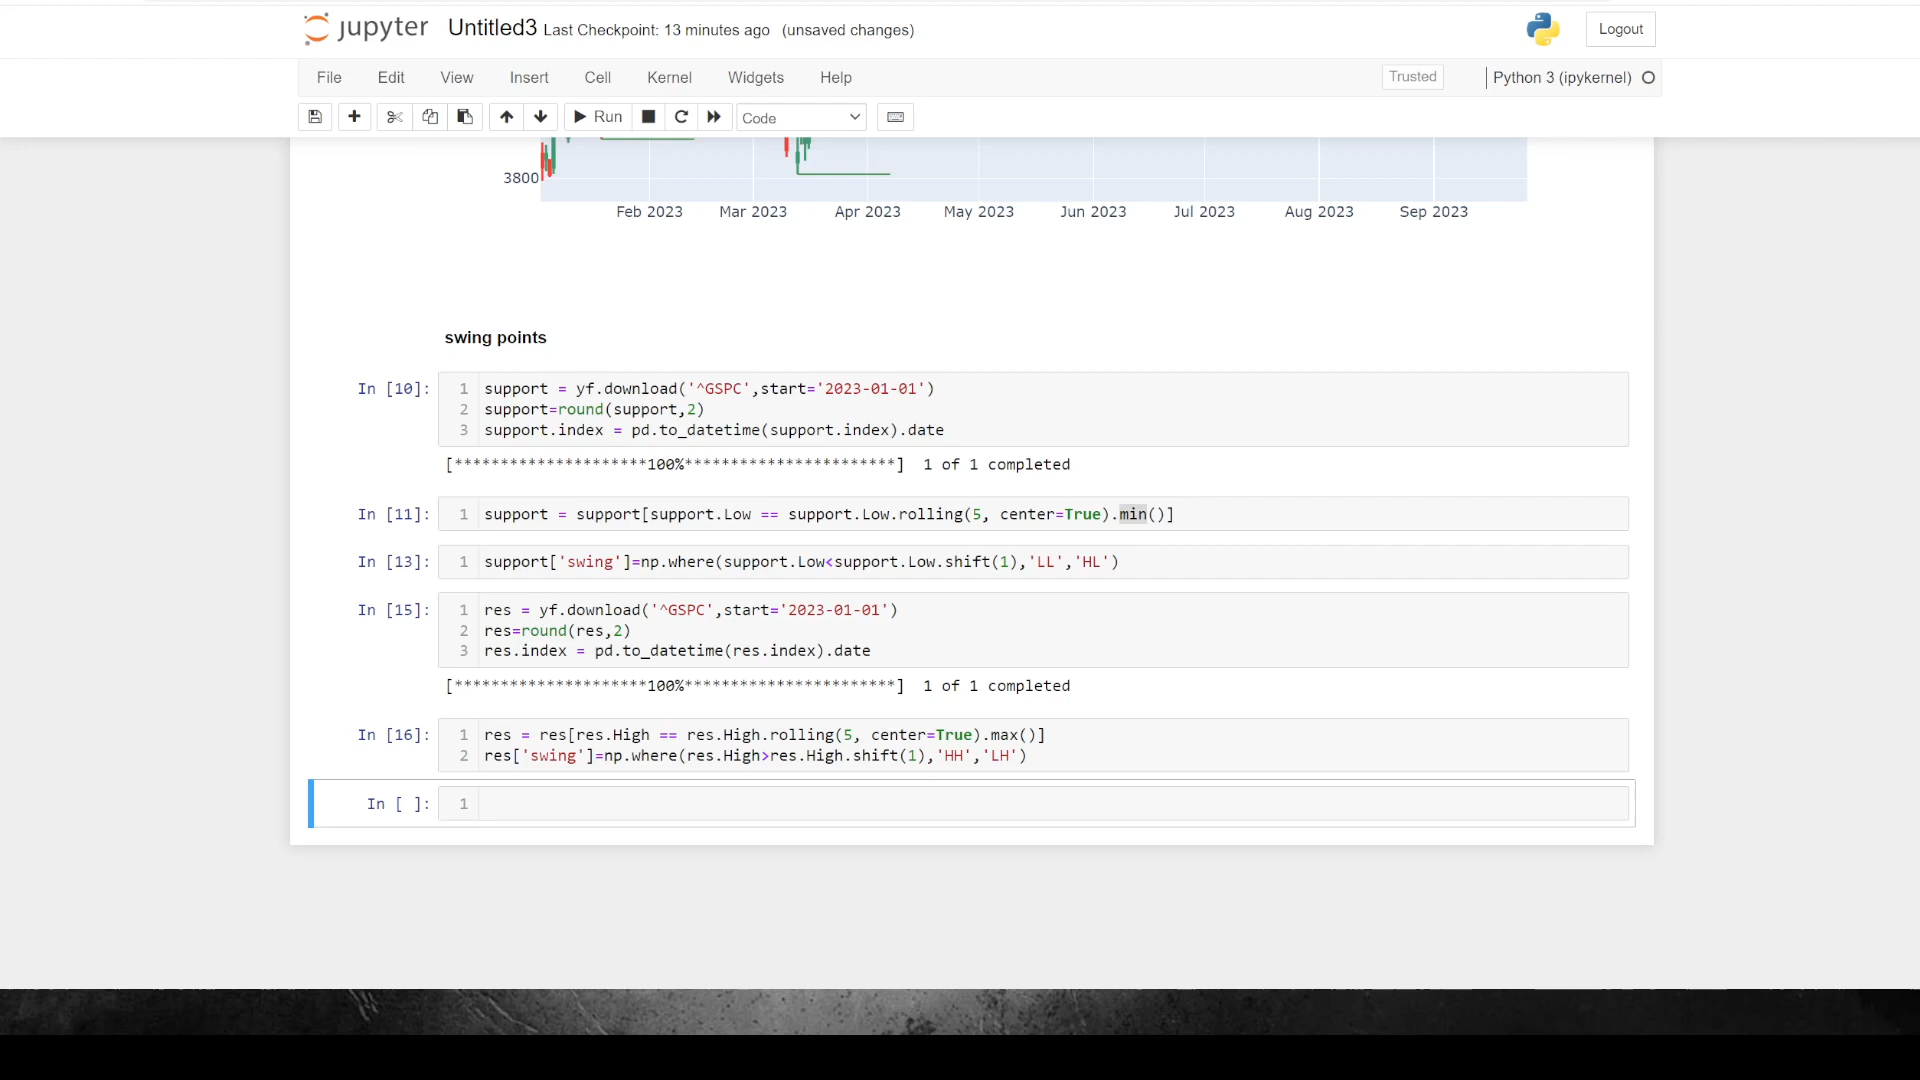 jupyter Untitled3 Last Checkpoint: 13 minutes ago (unsaved changes) Logout
File Edit View Insert Cell Kernel Widgets Help Trusted Python 3 (ipykernel)
Run Code
3800
Feb 2023 Mar 2023 Apr 2023 May 2023 Jun 2023 Jul 2023 Aug 2023 Sep 2023
swing points
In [10]: 1 support = yf.download('^GSPC',start='2023-01-01')
2 support=round(support,2)
3 support.index = pd.to_datetime(support.index).date
[*********************100%***********************] 1 of 1 completed
In [11]: 1 support = support[support.Low == support.Low.rolling(5, center=True).min()]
In [13]: 1 support['swing']=np.where(support.Low<support.Low.shift(1),'LL','HL')
In [15]: 1 res = yf.download('^GSPC',start='2023-01-01')
2 res=round(res,2)
3 res.index = pd.to_datetime(res.index).date
[*********************100%***********************] 1 of 1 completed
In [16]: 1 res = res[res.High == res.High.rolling(5, center=True).max()]
2 res['swing']=np.where(res.High>res.High.shift(1),'HH','LH')
In [ ]: 1